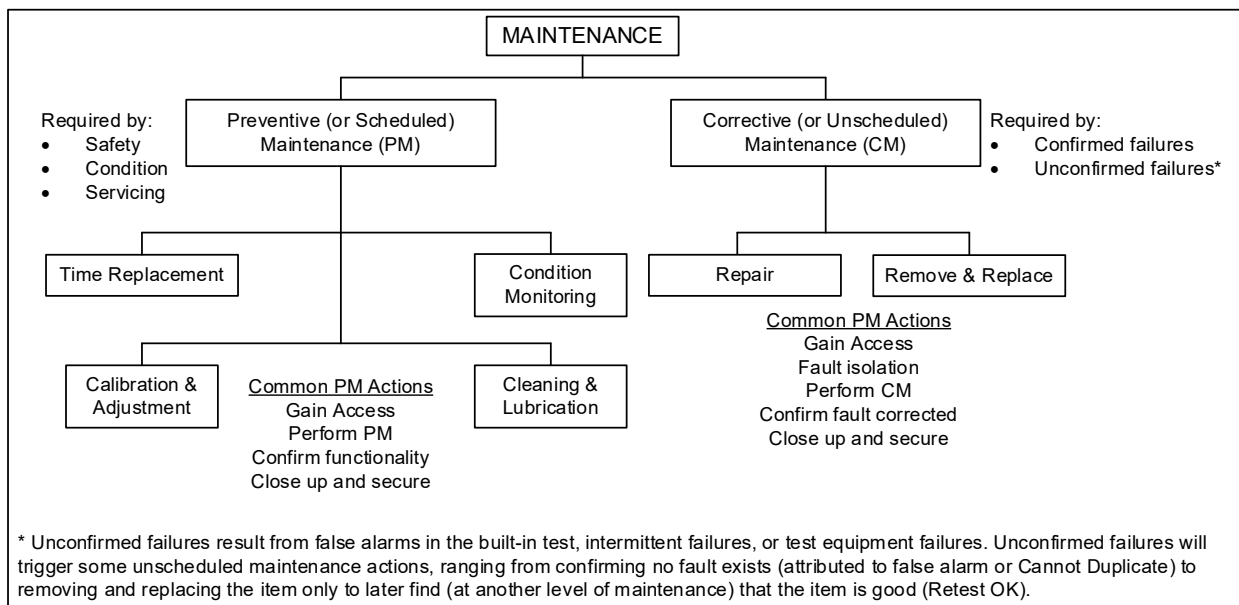 MAINTENANCE
Required by:
• Safety
• Condition
• Servicing
Preventive (or Scheduled)
Maintenance (PM)
Corrective (or Unscheduled)
Maintenance (CM)
Required by:
• Confirmed failures
• Unconfirmed failures*
Time Replacement
Condition
Monitoring
Repair
Remove & Replace
Calibration &
Adjustment
Common PM Actions
Gain Access
Perform PM
Confirm functionality
Close up and secure
Cleaning &
Lubrication
Common PM Actions
Gain Access
Fault isolation
Perform CM
Confirm fault corrected
Close up and secure
* Unconfirmed failures result from false alarms in the built-in test, intermittent failures, or test equipment failures. Unconfirmed failures will
trigger some unscheduled maintenance actions, ranging from confirming no fault exists (attributed to false alarm or Cannot Duplicate) to
removing and replacing the item only to later find (at another level of maintenance) that the item is good (Retest OK).